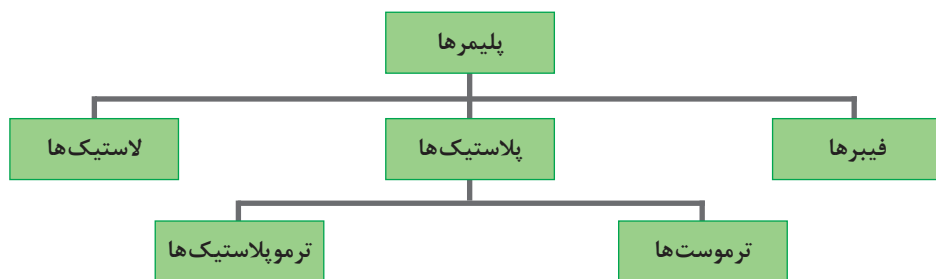 پلیمرها
فیبرها
پلاستیک‌ها
لاستیک‌ها
ترموست‌ها
ترموپلاستیک‌ها